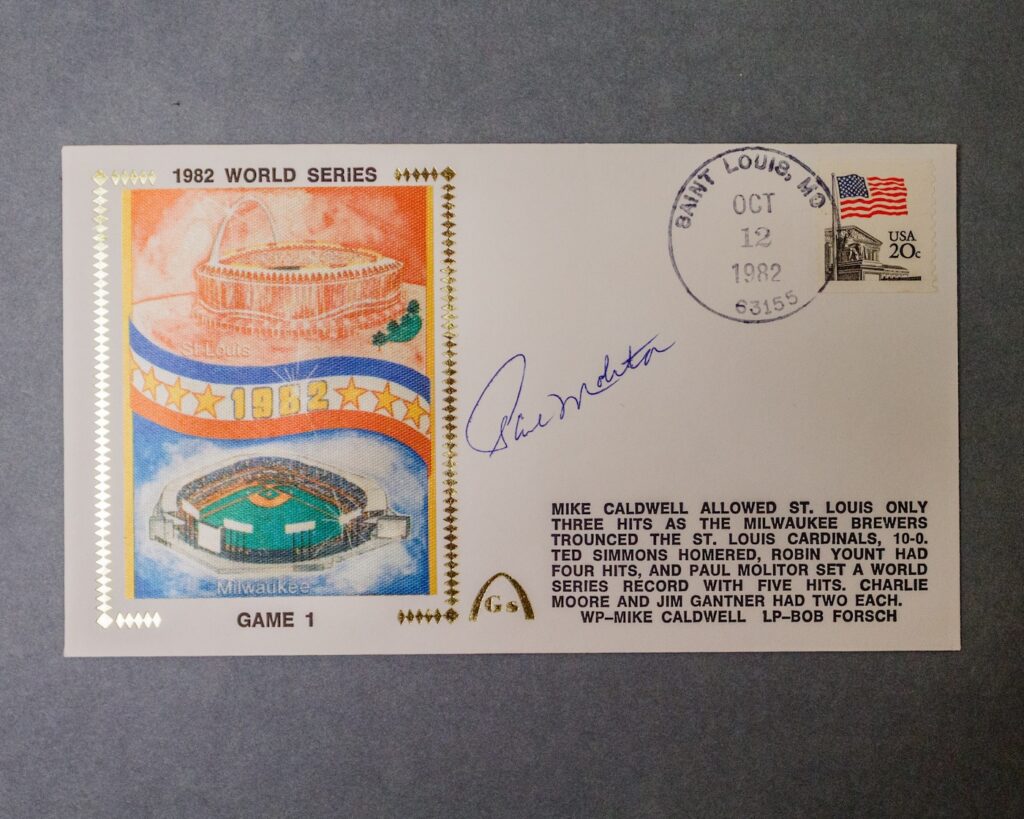 1982 WORLD SERIES
St. Louis
1982
Milwaukee
GAME 1
SAINT LOUIS, MO
OCT
12
1982
63155
USA
20c
Paul Molitor
MIKE CALDWELL ALLOWED ST. LOUIS ONLY
THREE HITS AS THE MILWAUKEE BREWERS
TROUNCED THE ST. LOUIS CARDINALS, 10-0.
TED SIMMONS HOMERED, ROBIN YOUNT HAD
FOUR HITS, AND PAUL MOLITOR SET A WORLD
SERIES RECORD WITH FIVE HITS. CHARLIE
MOORE AND JIM GANTNER HAD TWO EACH.
WP-MIKE CALDWELL LP-BOB FORSCH
Gs